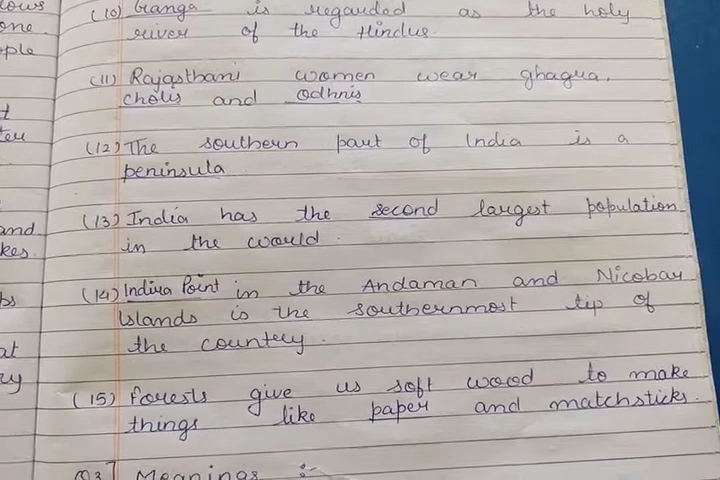 (10) Ganga is regarded as the holy
river of the Hindus.
(11) Rajasthani women wear ghagra,
cholis and odhnis
(12) The southern part of India is a
peninsula
(13) India has the second largest population
in the world.
(14) Indira Point in the Andaman and Nicobar
Islands is the southernmost tip of
the country.
(15) Forests give us soft wood to make
things like paper and matchsticks.
Q3] Meanings :-